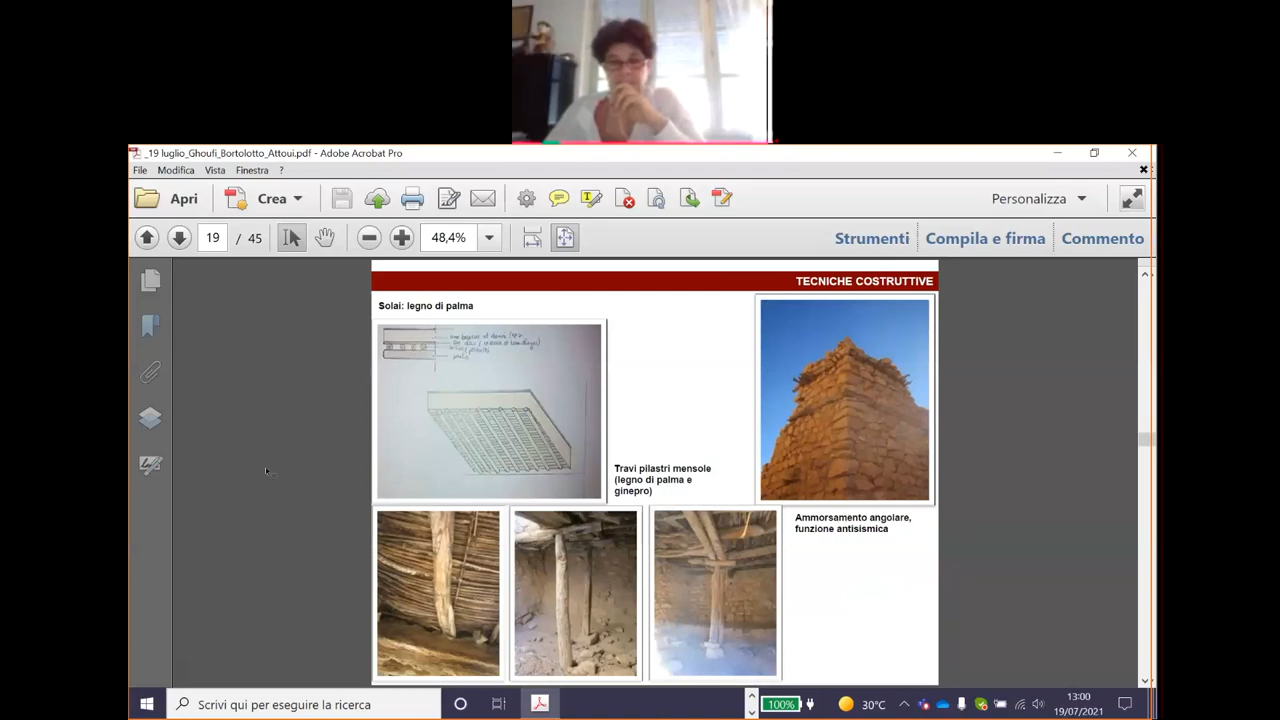 _19 luglio_Ghoufi_Bortolotto_Attoui.pdf - Adobe Acrobat Pro
File Modifica Vista Finestra ?
Apri Crea Personalizza
19 / 45 48,4% Strumenti Compila e firma Commento
TECNICHE COSTRUTTIVE
Solai: legno di palma
Travi pilastri mensole
(legno di palma e
ginepro)
Ammorsamento angolare,
funzione antisismica
Scrivi qui per eseguire la ricerca
100% 30°C 13:00
19/07/2021